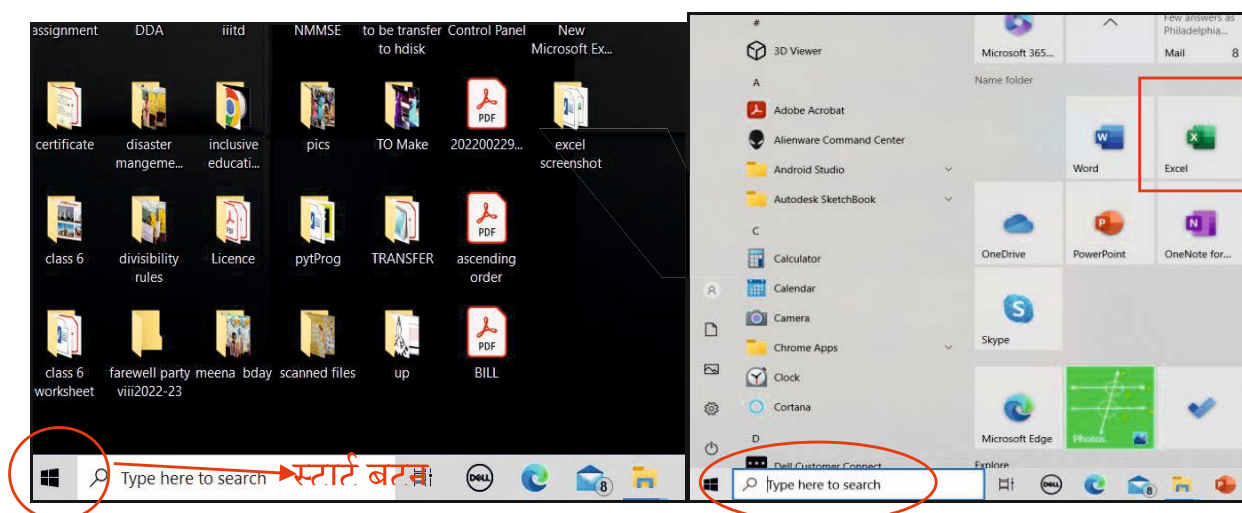 assignment DDA iiitd NMMSE to be transfer Control Panel New
to hdisk Microsoft Ex...
PDF
certificate disaster inclusive pics TO Make 202200229... excel
mangeme... educati... screenshot
PDF
class 6 divisibility Licence pytProg TRANSFER ascending
rules order
PDF
class 6 farewell party meena bday scanned files up BILL
worksheet viii2022-23
Type here to search स्टार्ट बटन DELL 8
#
3D Viewer
A
Adobe Acrobat
Alienware Command Center
Android Studio
Autodesk SketchBook
C
Calculator
Calendar
Camera
Chrome Apps
Clock
Cortana
D
Dell Customer Connect
Few answers as
Philadelphia...
Microsoft 365... Mail 8
Name folder
Word Excel
OneDrive PowerPoint OneNote for...
Skype
Microsoft Edge Photos
Explore
Type here to search DELL 8